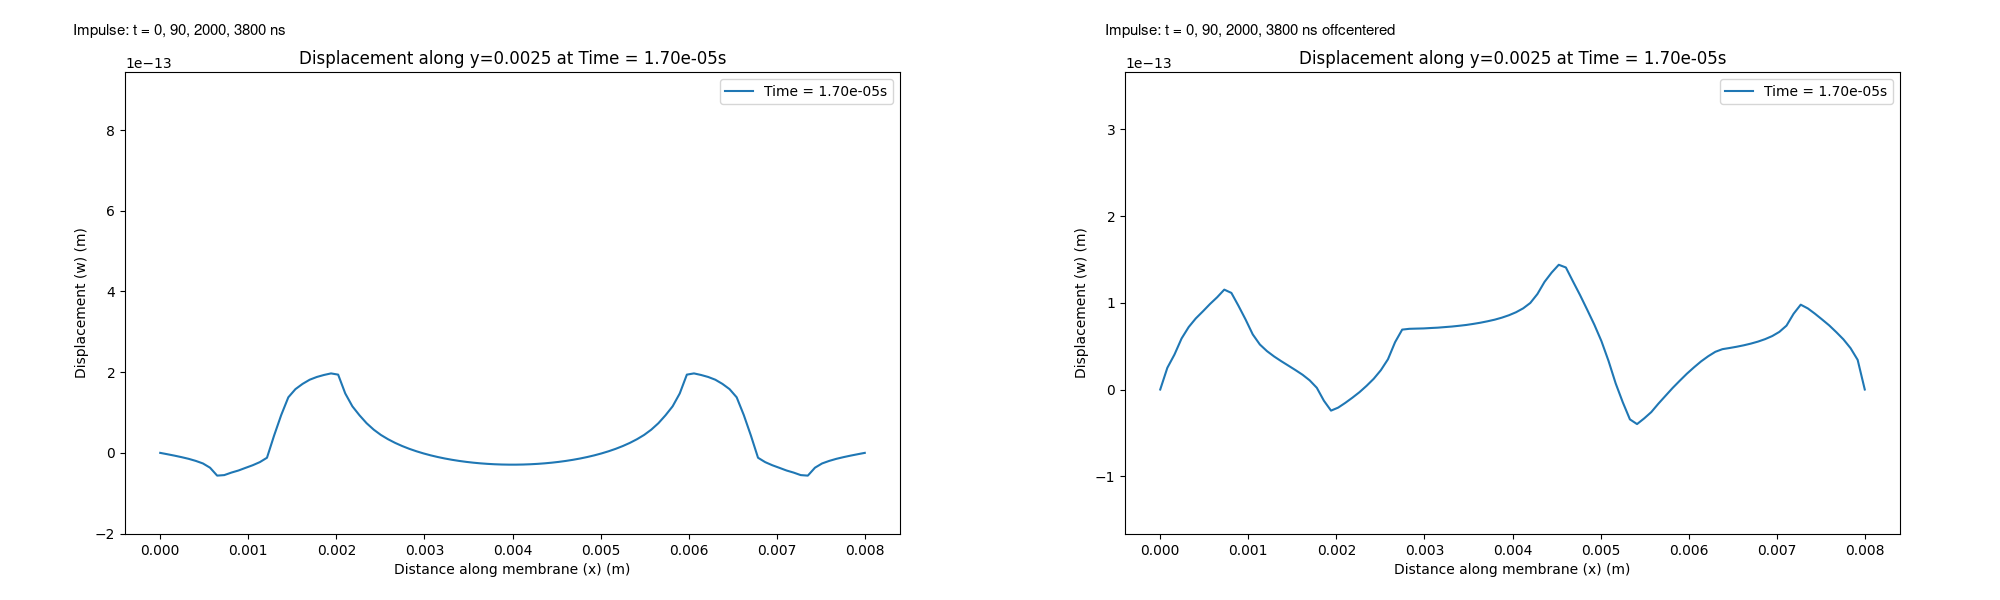 Impulse: t = 0, 90, 2000, 3800 ns
Displacement along y=0.0025 at Time = 1.70e-05s
1e−13
Time = 1.70e-05s
8
6
4
2
0
−2
Displacement (w) (m)
0.000 0.001 0.002 0.003 0.004 0.005 0.006 0.007 0.008
Distance along membrane (x) (m)
Impulse: t = 0, 90, 2000, 3800 ns offcentered
Displacement along y=0.0025 at Time = 1.70e-05s
1e−13
Time = 1.70e-05s
3
2
1
0
−1
Displacement (w) (m)
0.000 0.001 0.002 0.003 0.004 0.005 0.006 0.007 0.008
Distance along membrane (x) (m)